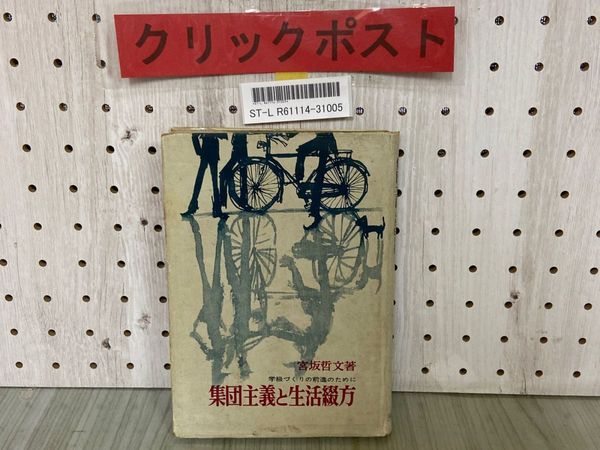 クリックポスト
ST-L R61114-31005
宮坂哲文著
学級づくりの前進のために
集団主義と生活綴方